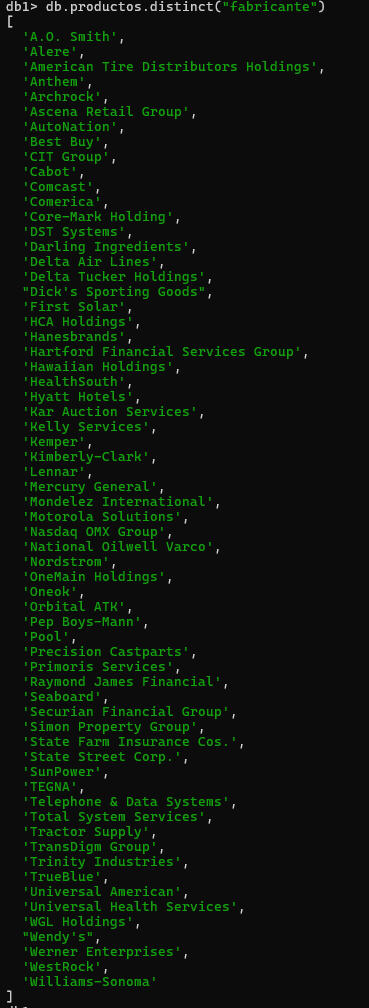 db1> db.productos.distinct("fabricante")
[
  'A.O. Smith',
  'Alere',
  'American Tire Distributors Holdings',
  'Anthem',
  'Archrock',
  'Ascena Retail Group',
  'AutoNation',
  'Best Buy',
  'CIT Group',
  'Cabot',
  'Comcast',
  'Comerica',
  'Core-Mark Holding',
  'DST Systems',
  'Darling Ingredients',
  'Delta Air Lines',
  'Delta Tucker Holdings',
  "Dick's Sporting Goods",
  'First Solar',
  'HCA Holdings',
  'Hanesbrands',
  'Hartford Financial Services Group',
  'Hawaiian Holdings',
  'HealthSouth',
  'Hyatt Hotels',
  'Kar Auction Services',
  'Kelly Services',
  'Kemper',
  'Kimberly-Clark',
  'Lennar',
  'Mercury General',
  'Mondelez International',
  'Motorola Solutions',
  'Nasdaq OMX Group',
  'National Oilwell Varco',
  'Nordstrom',
  'OneMain Holdings',
  'Oneok',
  'Orbital ATK',
  'Pep Boys-Mann',
  'Pool',
  'Precision Castparts',
  'Primoris Services',
  'Raymond James Financial',
  'Seaboard',
  'Securian Financial Group',
  'Simon Property Group',
  'State Farm Insurance Cos.',
  'State Street Corp.',
  'SunPower',
  'TEGNA',
  'Telephone & Data Systems',
  'Total System Services',
  'Tractor Supply',
  'TransDigm Group',
  'Trinity Industries',
  'TrueBlue',
  'Universal American',
  'Universal Health Services',
  'WGL Holdings',
  "Wendy's",
  'Werner Enterprises',
  'WestRock',
  'Williams-Sonoma'
]